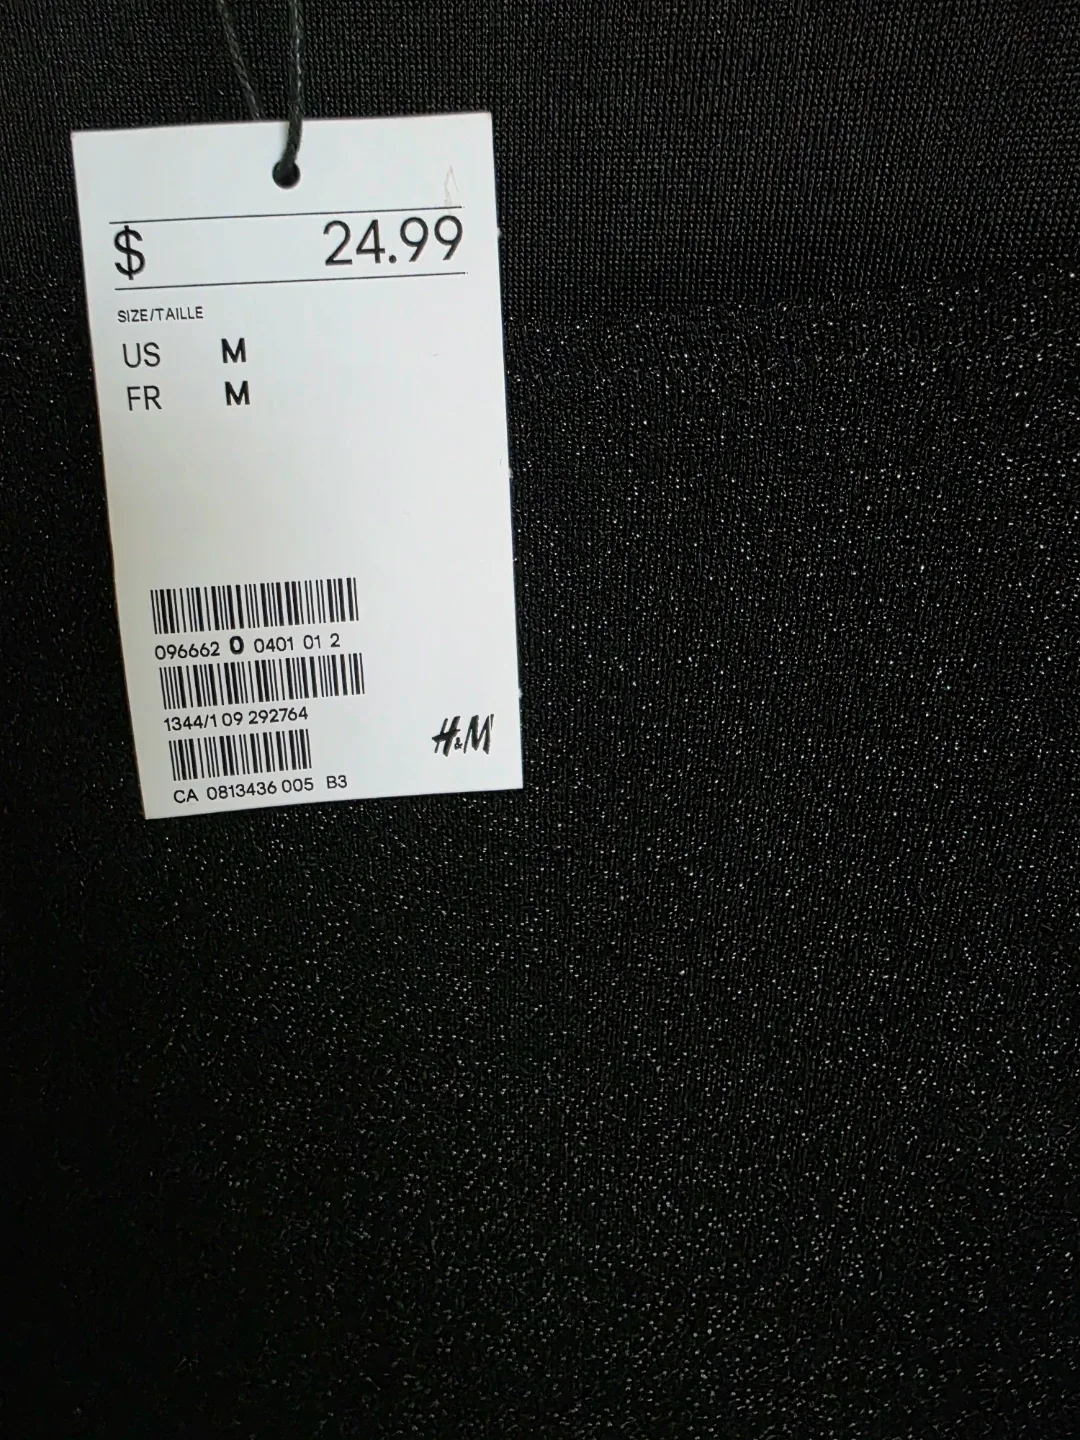 $ 24.99
SIZE/TAILLE
US M
FR M
096662 0 0401 01 2
1344/1 09 292764
H&M
CA 0813436 005 B3